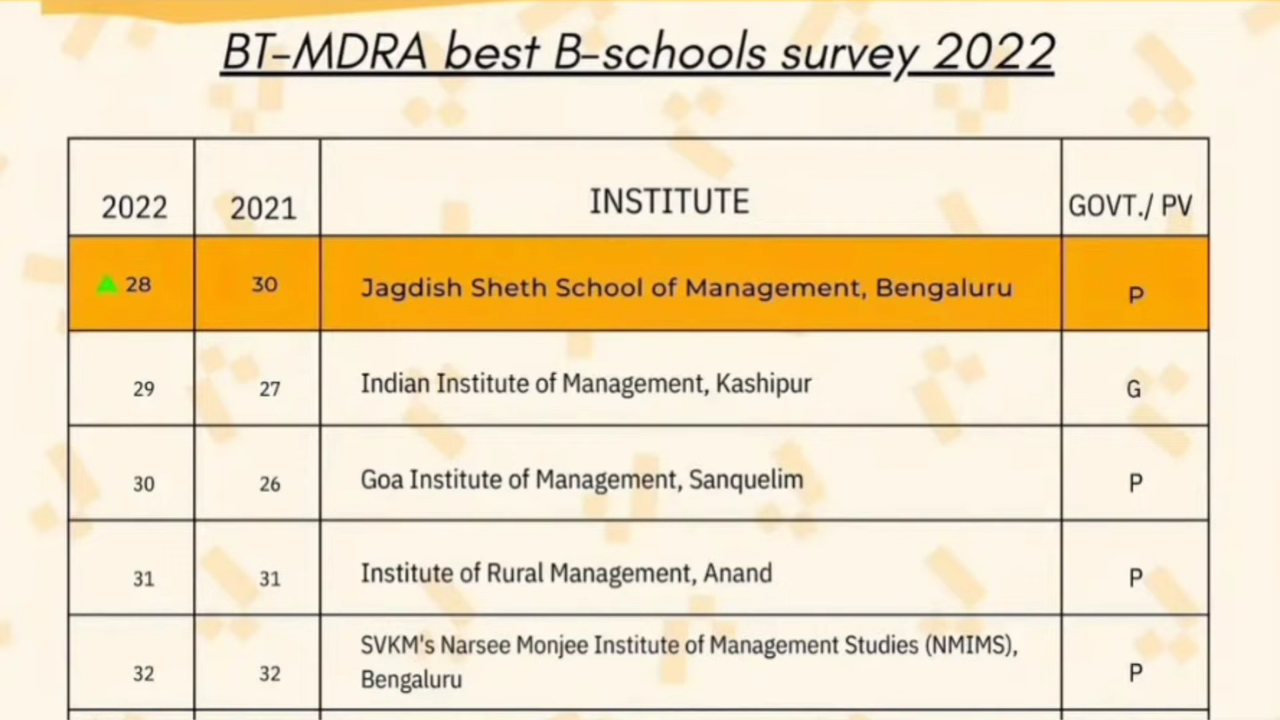 BT-MDRA best B-schools survey 2022
2022 2021 INSTITUTE GOVT./ PV
28 30 Jagdish Sheth School of Management, Bengaluru P
29 27 Indian Institute of Management, Kashipur G
30 26 Goa Institute of Management, Sanquelim P
31 31 Institute of Rural Management, Anand P
32 32 SVKM's Narsee Monjee Institute of Management Studies (NMIMS), P
Bengaluru